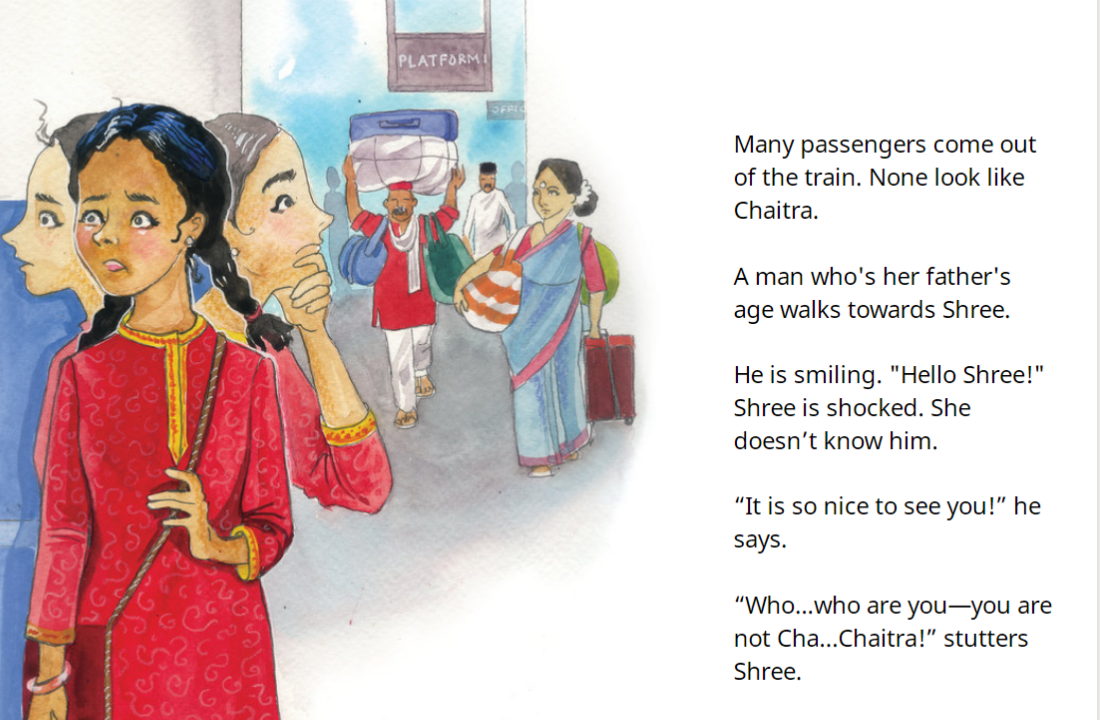 PLATFORM 1
OFFIC
Many passengers come out
of the train. None look like
Chaitra.
A man who's her father's
age walks towards Shree.
He is smiling. "Hello Shree!"
Shree is shocked. She
doesn’t know him.
“It is so nice to see you!” he
says.
“Who...who are you—you are
not Cha...Chaitra!” stutters
Shree.